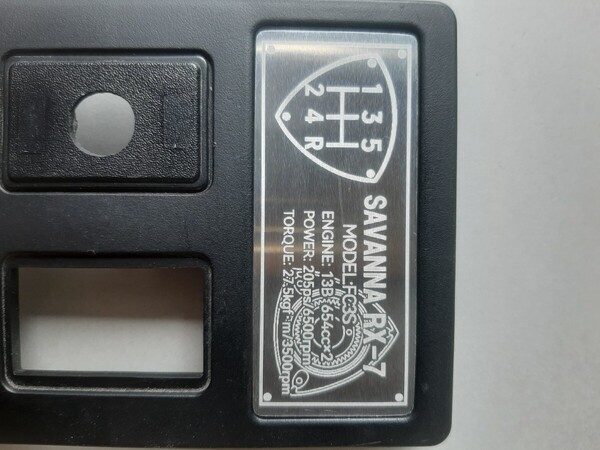 1 3 5
2 4 R
SAVANNA RX-7
MODEL:FC3S
ENGINE: 13B 654cc×2
POWER: 205ps/6500rpm
TORQUE: 27.5kgf·m/3500rpm